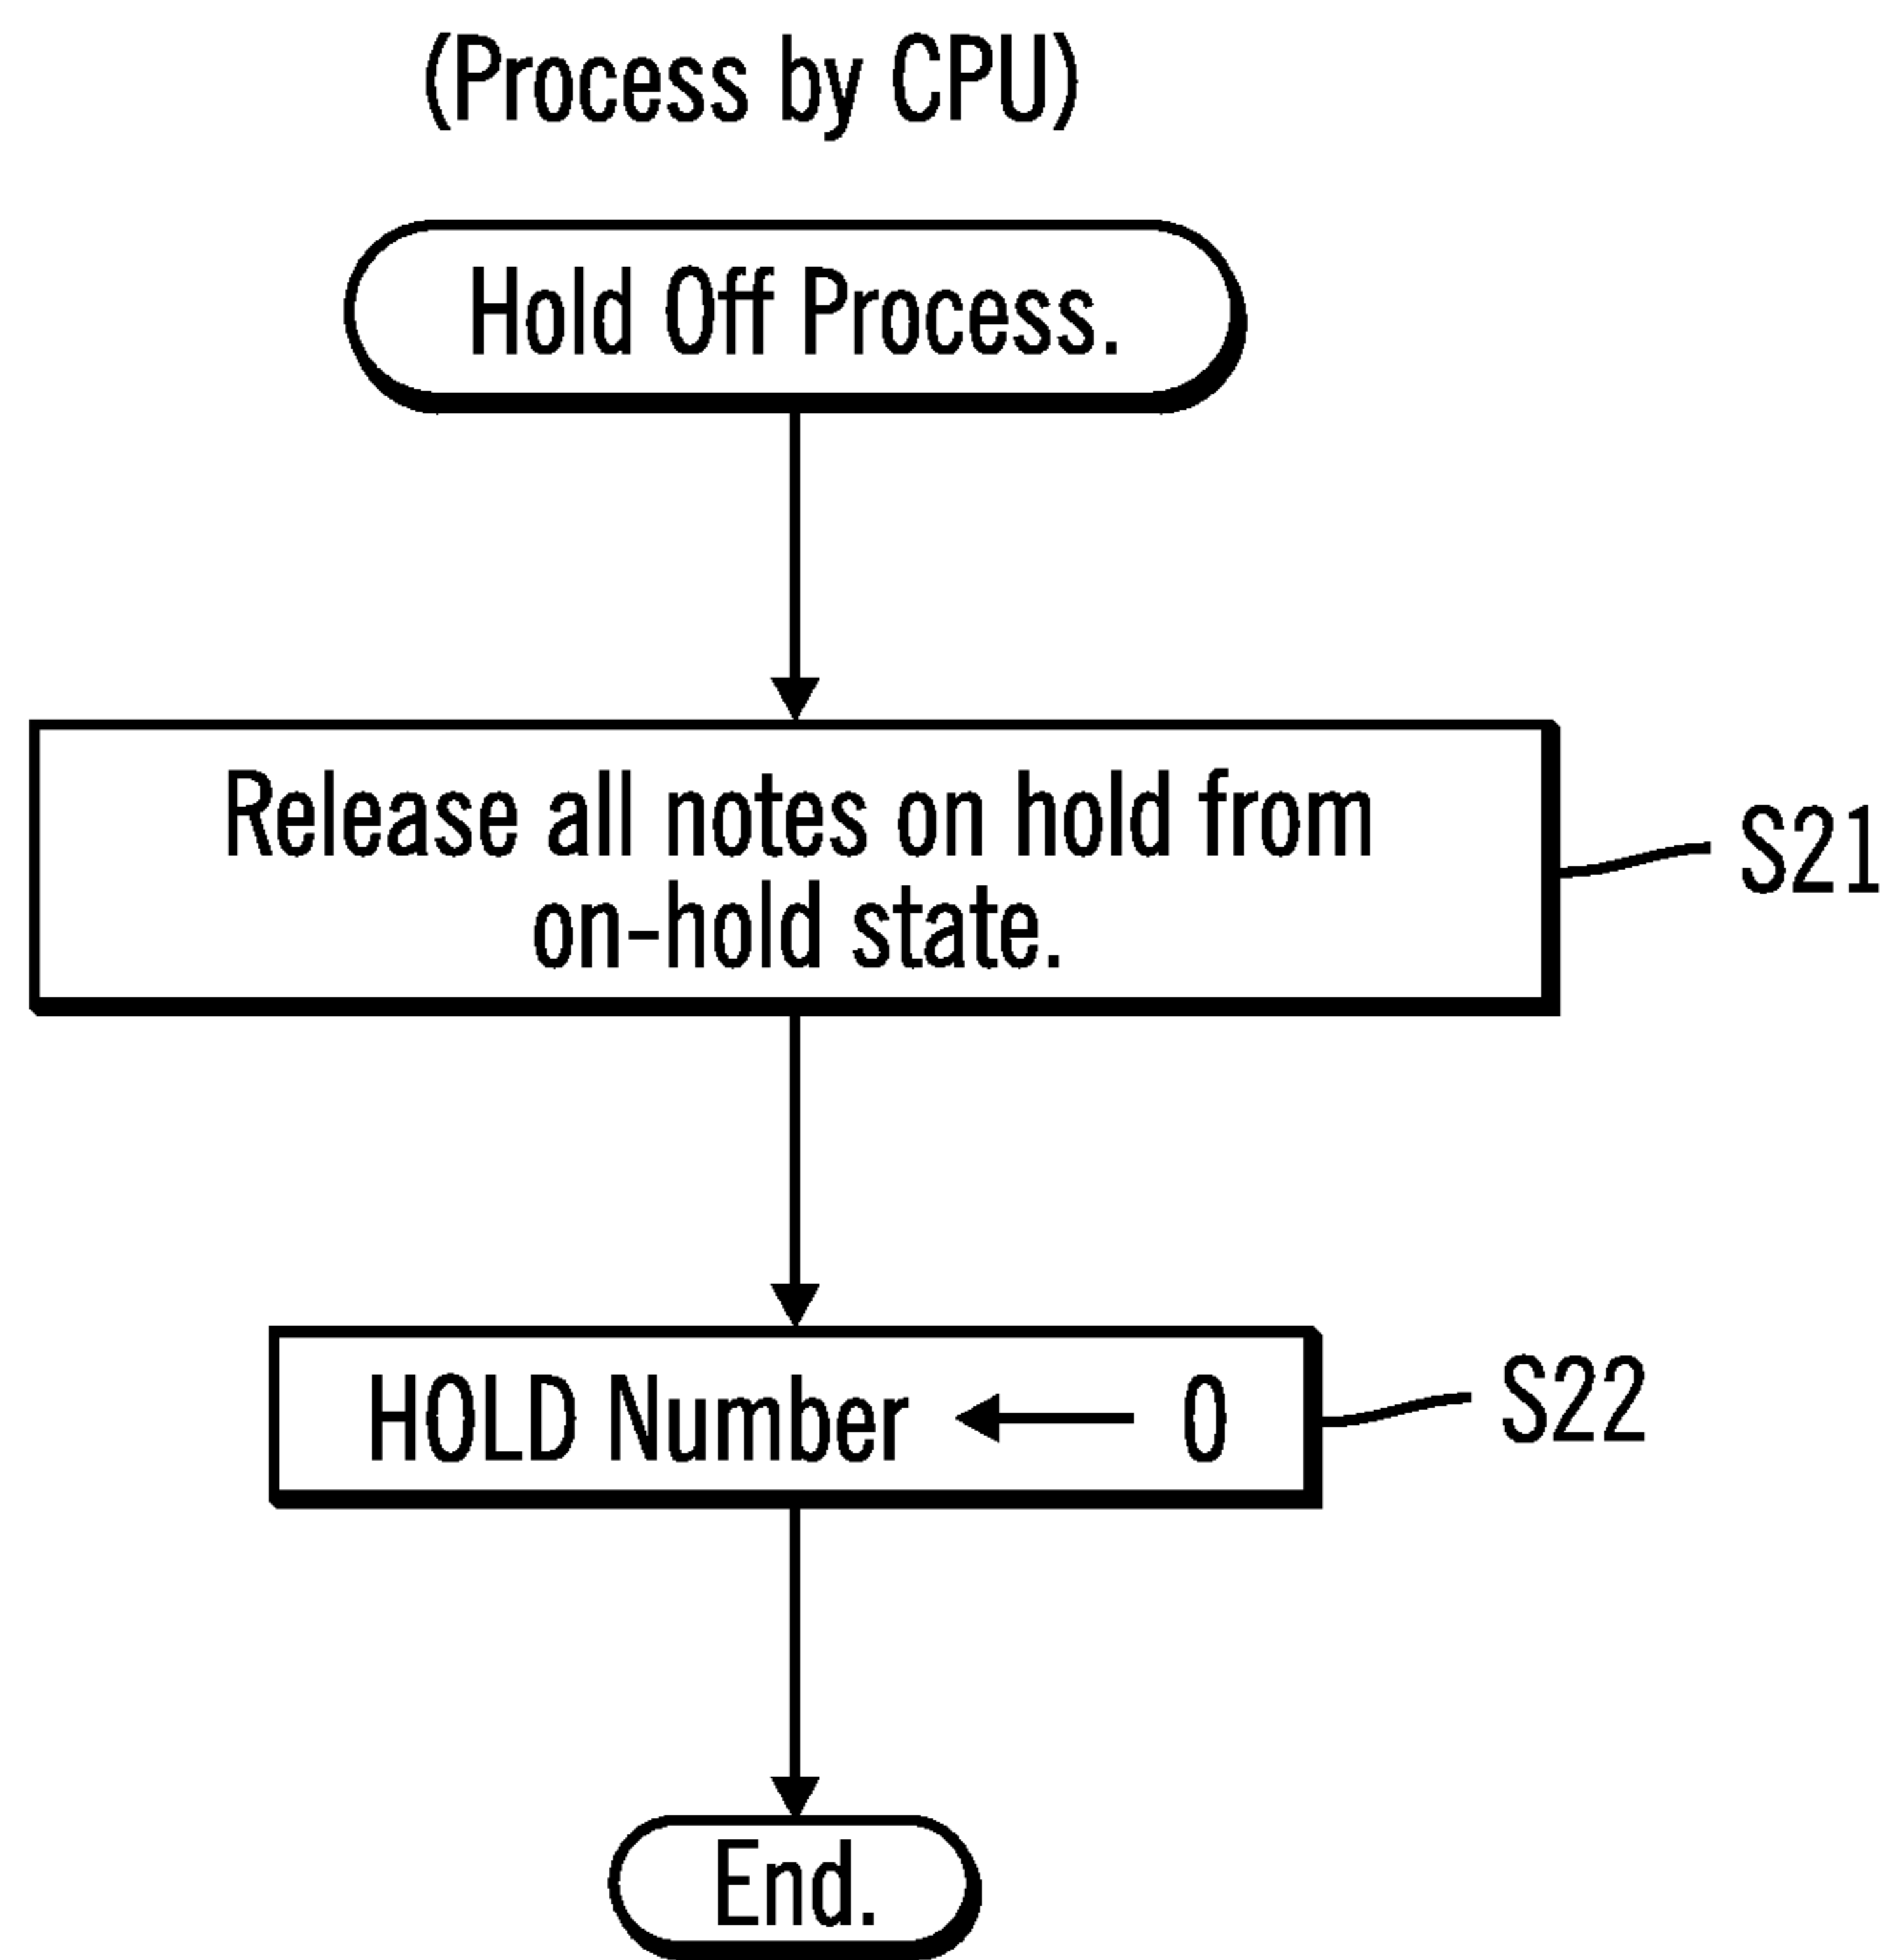 (Process by CPU)
Hold Off Process.
Release all notes on hold from
on-hold state.
S21
HOLD Number ← 0
S22
End.